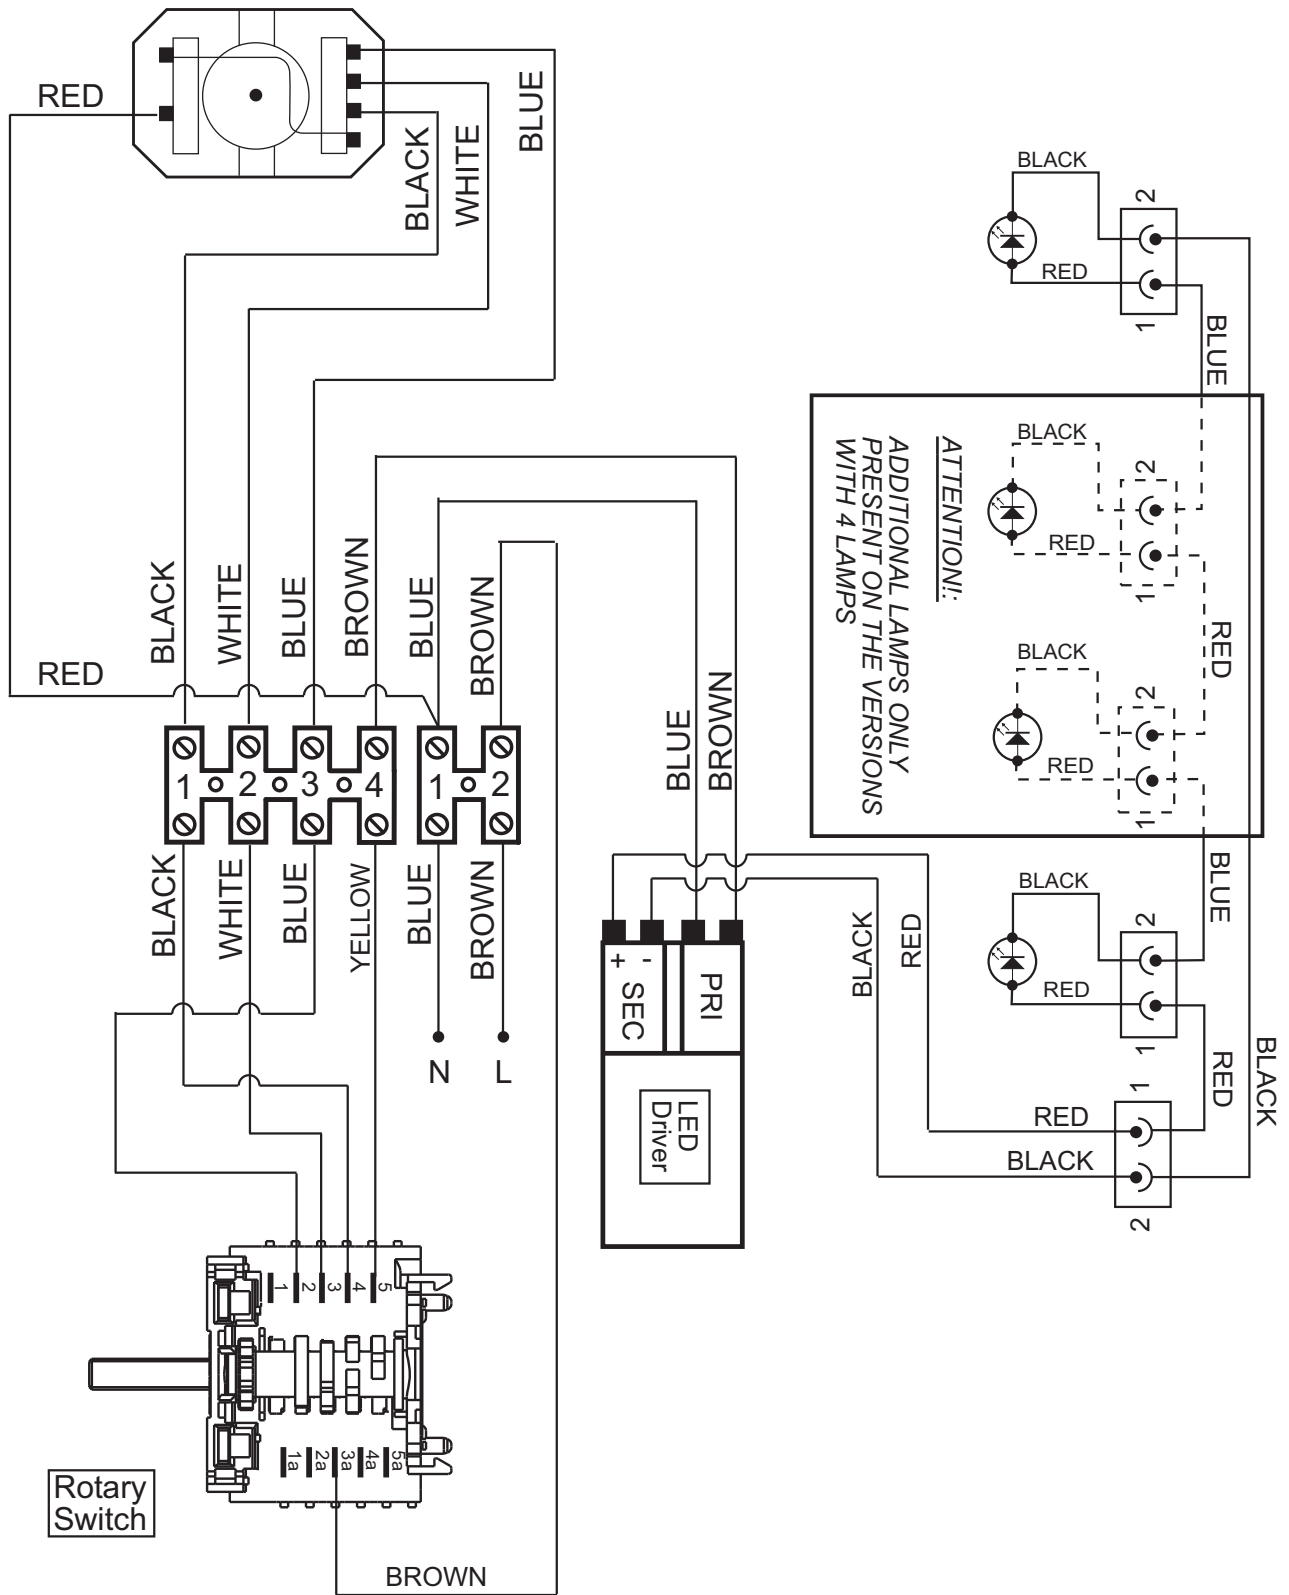 RED
BLACK
WHITE
BLUE
BLACK
2
RED
1
BLUE
ATTENTION!:
ADDITIONAL LAMPS ONLY
PRESENT ON THE VERSIONS
WITH 4 LAMPS
BLACK
2
RED
1
RED
BLACK
2
RED
1
BLACK
WHITE
BLUE
BROWN
BLUE
BROWN
RED
BLUE
BROWN
1 2 3 4 1 2
BLACK
WHITE
BLUE
YELLOW
BLUE
BROWN
BLACK
RED
BLACK
2
BLUE
RED
1
N L
+ -
SEC
PRI
LED
Driver
RED
BLACK
1
RED
BLACK
2
1 2 3 4 5
1a 2a 3a 4a 5a
Rotary
Switch
BROWN